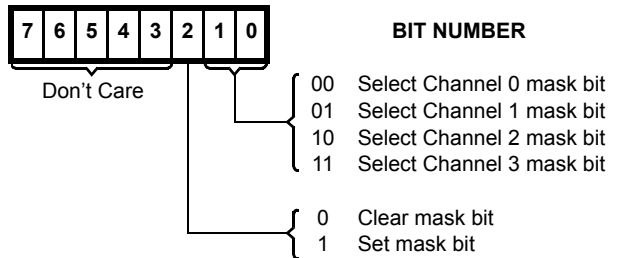 7 6 5 4 3 2 1 0 BIT NUMBER
Don't Care
00 Select Channel 0 mask bit
01 Select Channel 1 mask bit
10 Select Channel 2 mask bit
11 Select Channel 3 mask bit
0 Clear mask bit
1 Set mask bit